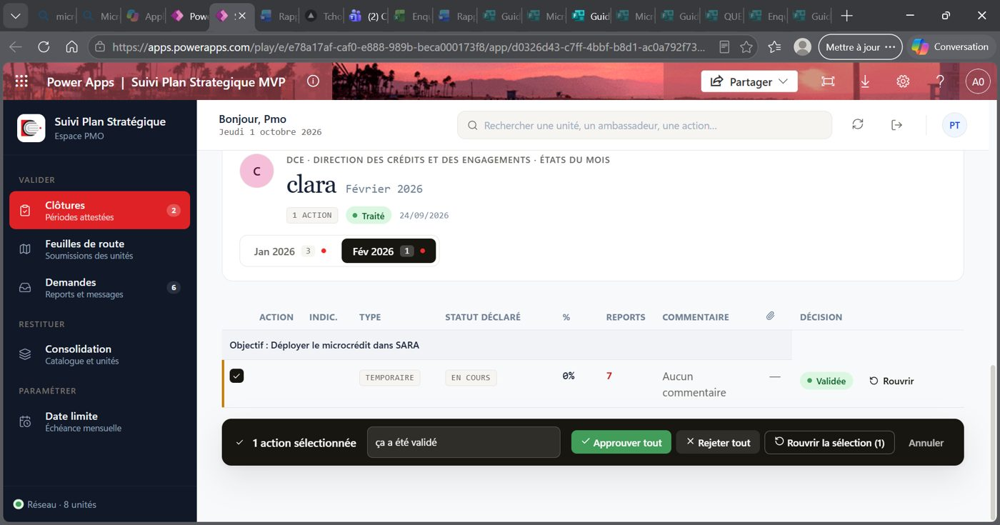 micr
Micr
App
Pow
Rap
Tcho
(2) C
Enqu
Rap
Guid
Micr
Guid
Micr
Guid
QUE
Enq
Guid
https://apps.powerapps.com/play/e/e78a17af-caf0-e888-989b-beca000173f8/app/d0326d43-c7ff-4bbf-b8d1-ac0a792f73...
Mettre à jour
Conversation
Power Apps | Suivi Plan Strategique MVP
Partager
A0
Suivi Plan Stratégique
Espace PMO
Bonjour, Pmo
Jeudi 1 octobre 2026
Rechercher une unité, un ambassadeur, une action...
PT
VALIDER
Clôtures
Périodes attestées
2
Feuilles de route
Soumissions des unités
Demandes
Reports et messages
6
RESTITUER
Consolidation
Catalogue et unités
PARAMÉTRER
Date limite
Échéance mensuelle
Réseau · 8 unités
C
DCE · DIRECTION DES CRÉDITS ET DES ENGAGEMENTS · ÉTATS DU MOIS
clara Février 2026
1 ACTION Traité 24/09/2026
Jan 2026 3 Fév 2026 1
ACTION INDIC. TYPE STATUT DÉCLARÉ % REPORTS COMMENTAIRE DÉCISION
Objectif : Déployer le microcrédit dans SARA
TEMPORAIRE EN COURS 0% 7 Aucun
commentaire
— Validée Rouvrir
1 action sélectionnée ça a été validé Approuver tout Rejeter tout Rouvrir la sélection (1) Annuler